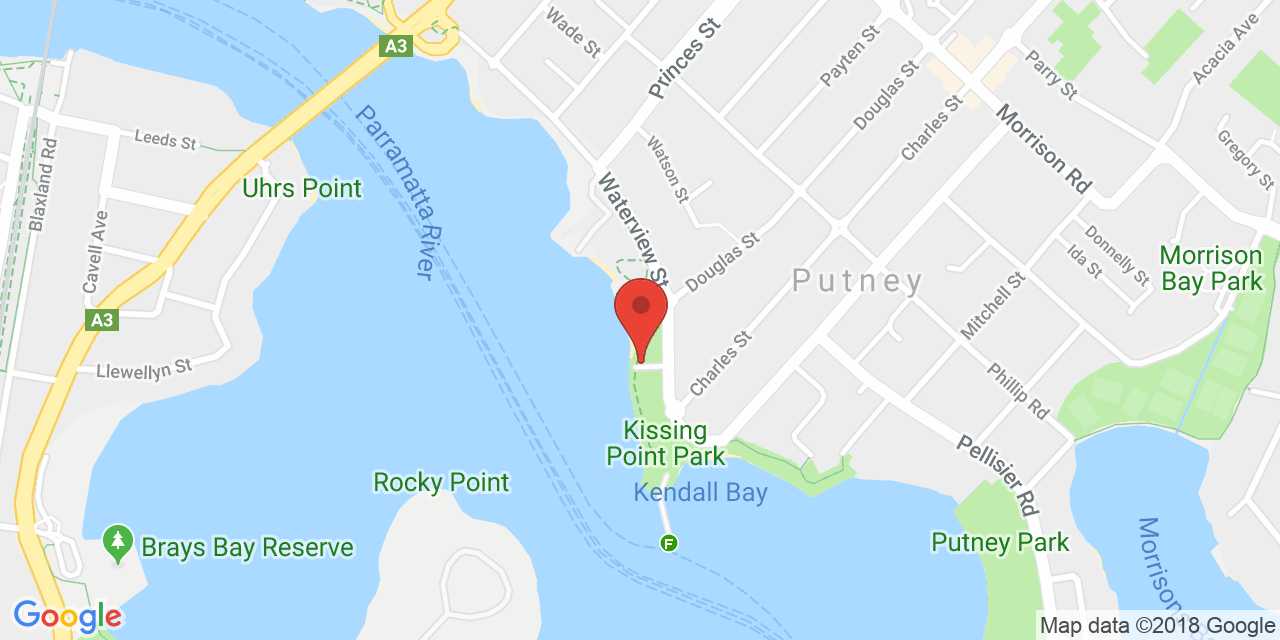 Wade St
A3
Princes St
Payten St
Parry St
Acacia Ave
Douglas St
Charles St
Morrison Rd
Gregory St
Parramatta River
Leeds St
Blaxland Rd
Uhrs Point
Watson St
Waterview St
Douglas St
Putney
Donnelly St
Ida St
Morrison
Bay Park
Cavell Ave
A3
Mitchell St
Llewellyn St
Charles St
Phillip Rd
Kissing
Point Park
Pellisier Rd
Rocky Point
Kendall Bay
F
Brays Bay Reserve
Putney Park
Morrison
Google
Map data ©2018 Google